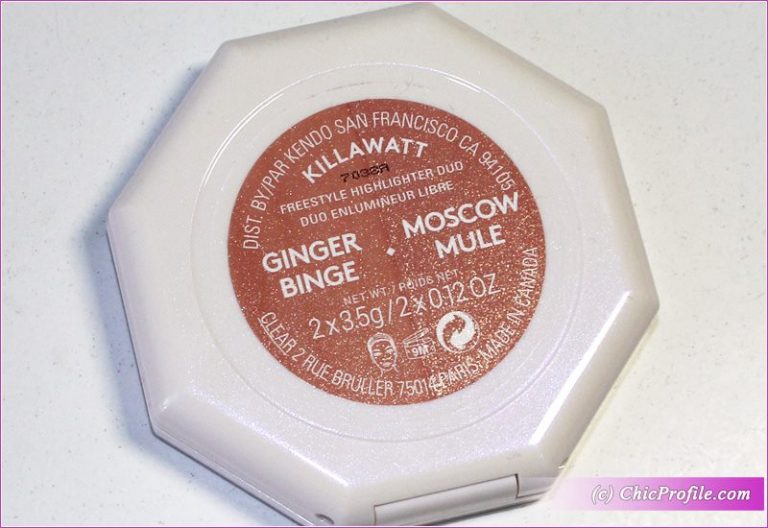 DIST. BY/PAR KENDO SAN FRANCISCO CA 94105
KILLAWATT
FREESTYLE HIGHLIGHTER DUO
DUO ENLUMINEUR LIBRE
GINGER BINGE • MOSCOW MULE
NET WT. / POIDS NET
2 x 3.5g / 2 x 0.12 OZ.
9M
CLEAR 2 RUE BRULLER 75014 PARIS. MADE IN CANADA
(c) ChicProfile.com